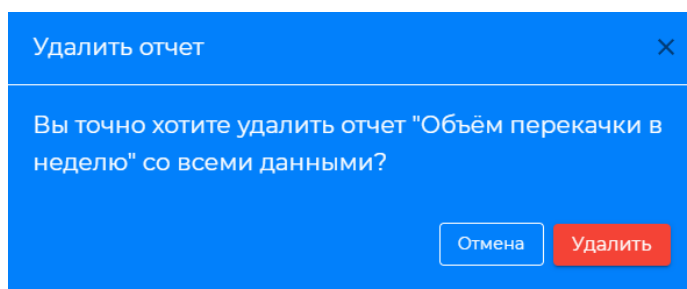 Удалить отчет
Вы точно хотите удалить отчет "Объём перекачки в
неделю" со всеми данными?
Отмена
Удалить